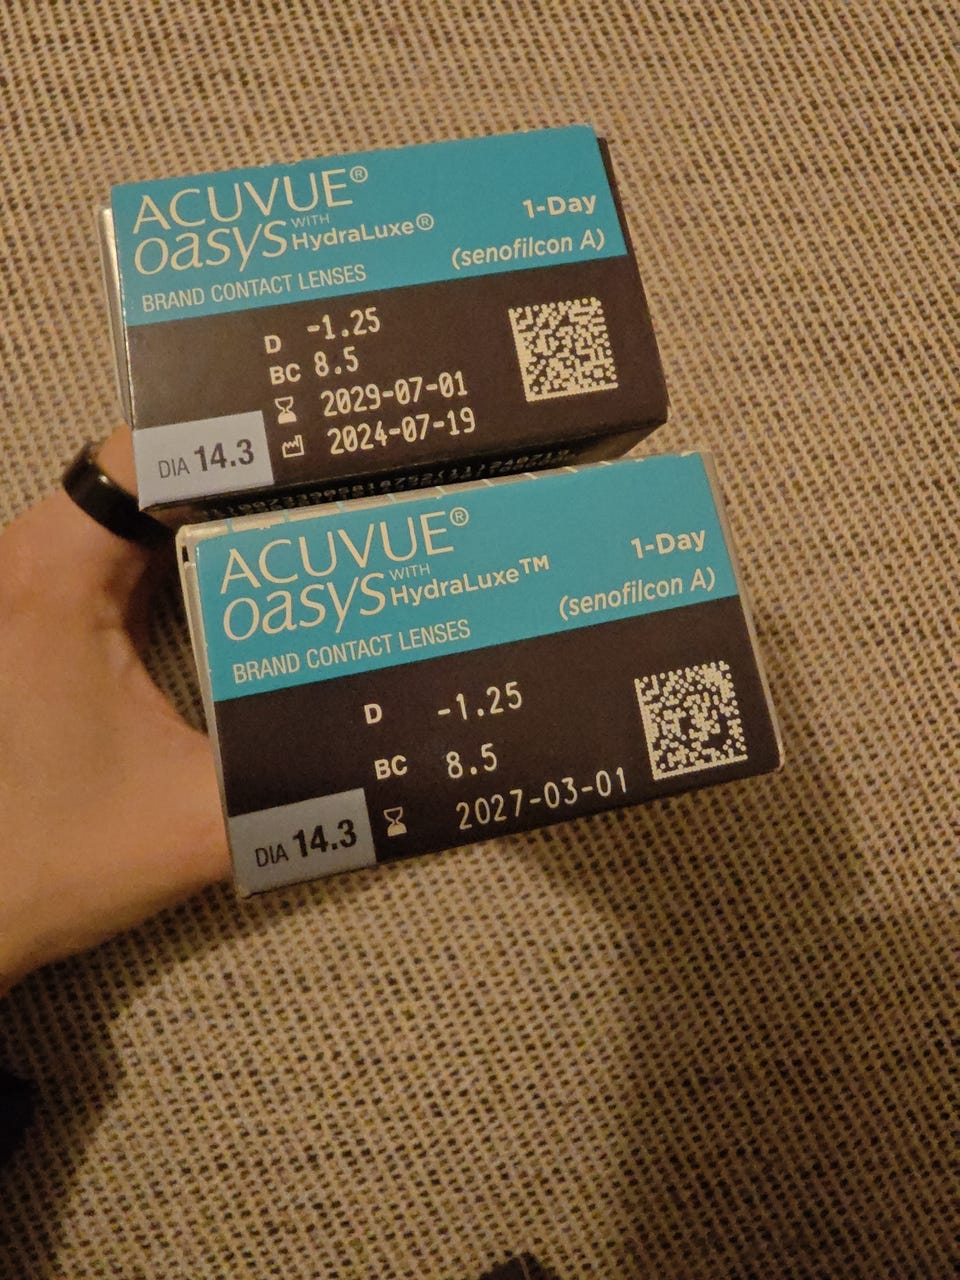 ACUVUE®
oasys WITH HydraLuxe®
1-Day
(senofilcon A)
BRAND CONTACT LENSES
D -1.25
BC 8.5
2029-07-01
2024-07-19
DIA 14.3
ACUVUE®
oasys WITH HydraLuxe™
1-Day
(senofilcon A)
BRAND CONTACT LENSES
D -1.25
BC 8.5
2027-03-01
DIA 14.3